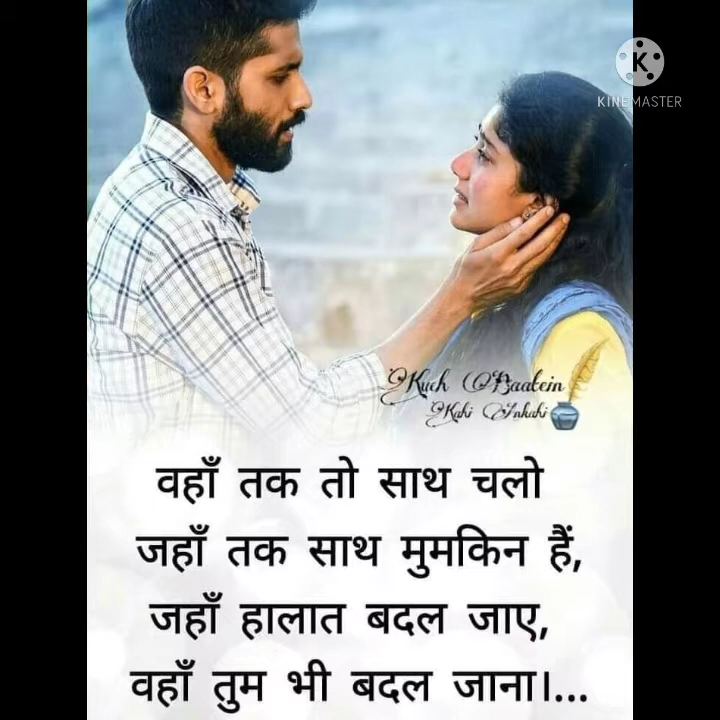 K
KINEMASTER
Kuch Baatein
Kahi Ankahi
वहाँ तक तो साथ चलो
जहाँ तक साथ मुमकिन हैं,
जहाँ हालात बदल जाए,
वहाँ तुम भी बदल जाना।...